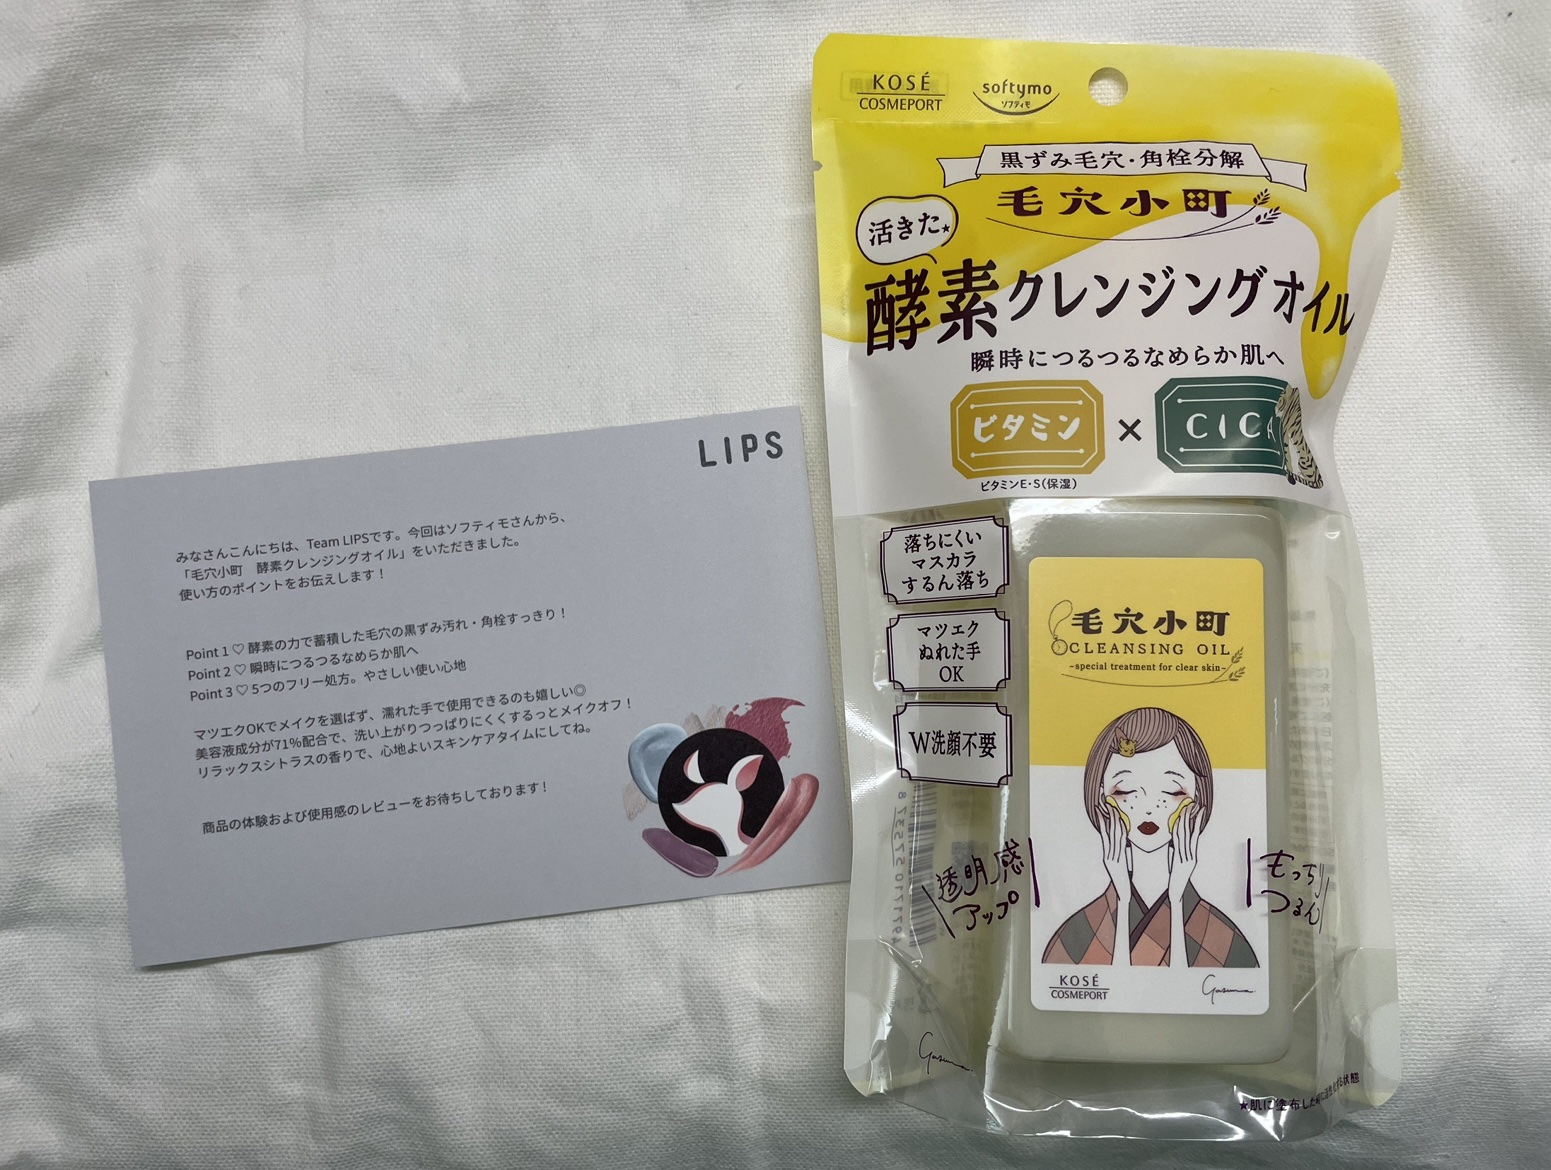 LIPS
みなさんこんにちは、Team LIPSです。今回はソフティモさんから、
「毛穴小町　酵素クレンジングオイル」をいただきました。
使い方のポイントをお伝えします！
Point 1 ♡ 酵素の力で蓄積した毛穴の黒ずみ汚れ・角栓すっきり！
Point 2 ♡ 瞬時につるつるなめらか肌へ
Point 3 ♡ 5つのフリー処方。やさしい使い心地
マツエクOKでメイクを選ばず、濡れた手で使用できるのも嬉しい◎
美容液成分が71%配合で、洗い上がりつっぱりにくくするっとメイクオフ！
リラックスシトラスの香りで、心地よいスキンケアタイムにしてね。
商品の体験および使用感のレビューをお待ちしております！
KOSÉ
COSMEPORT
softymo
ソフティモ
黒ずみ毛穴・角栓分解
毛穴小町
活きた★
酵素クレンジングオイル
瞬時につるつるなめらか肌へ
ビタミン × CICA
ビタミンE・S(保湿)
落ちにくい
マスカラ
するん落ち
マツエク
ぬれた手
OK
W洗顔不要
毛穴小町
CLEANSING OIL
~special treatment for clear skin~
透明感
アップ
もっちり
つるん
KOSÉ
COSMEPORT